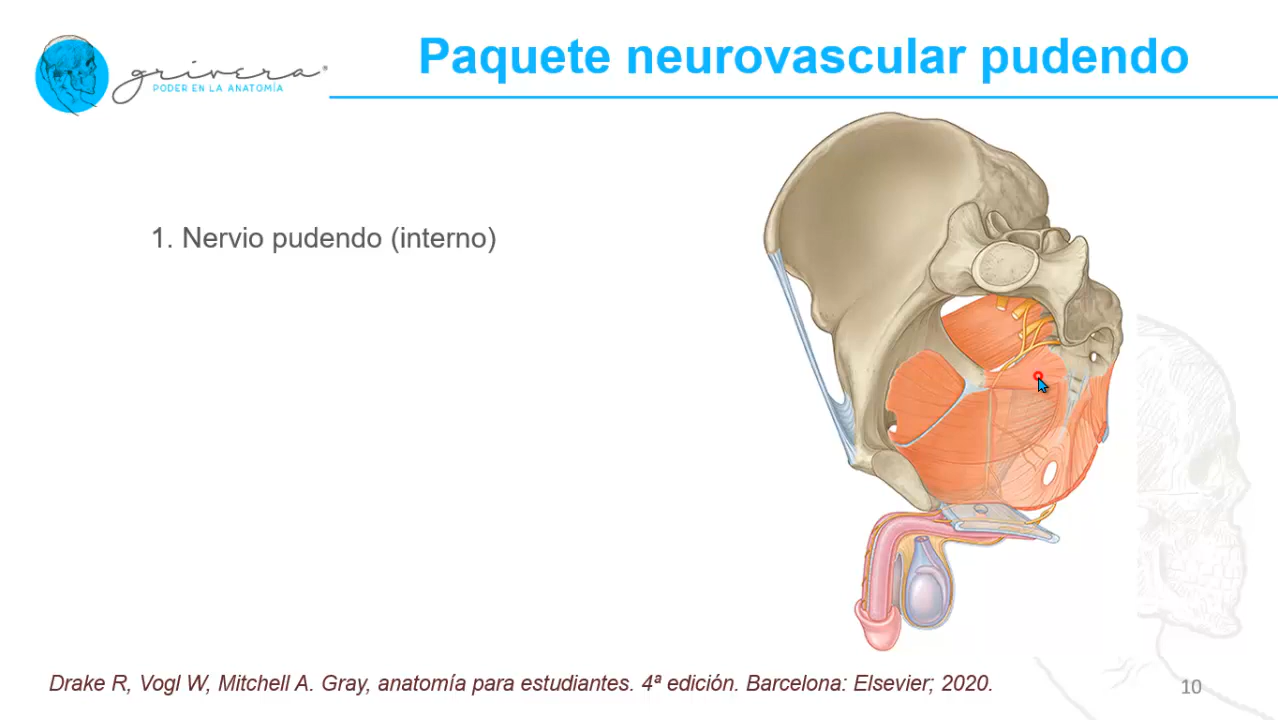 grivera®
PODER EN LA ANATOMÍA
Paquete neurovascular pudendo
1. Nervio pudendo (interno)
Drake R, Vogl W, Mitchell A. Gray, anatomía para estudiantes. 4ª edición. Barcelona: Elsevier; 2020.
10